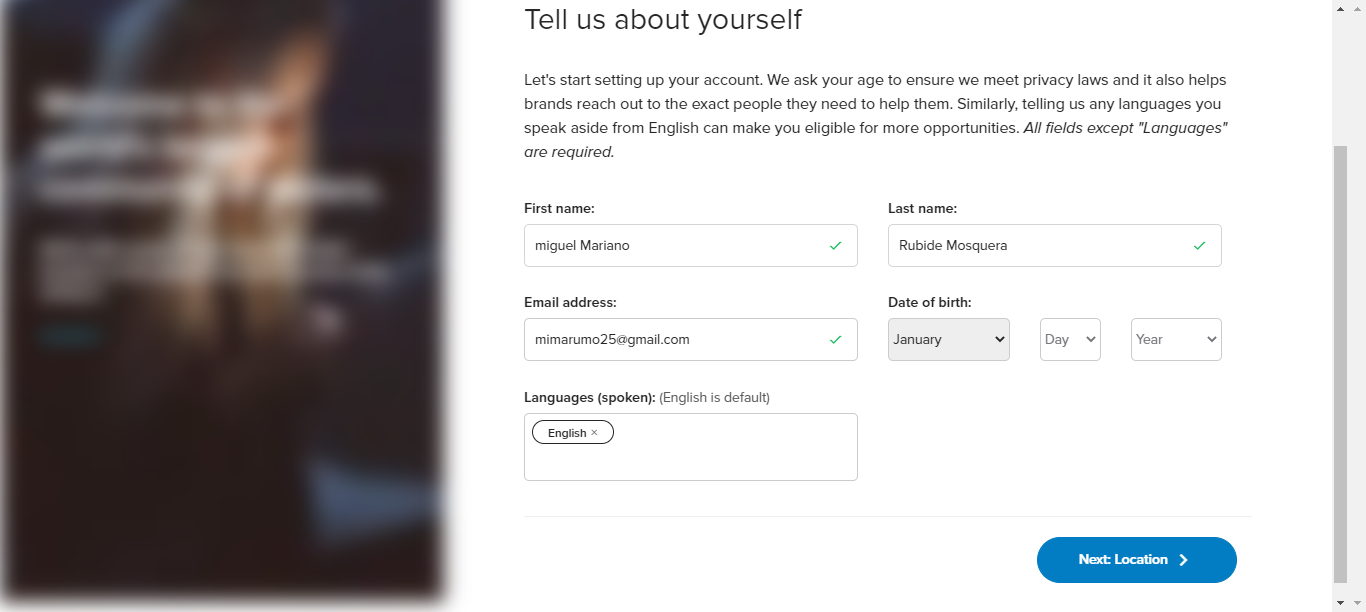 Tell us about yourself
Let's start setting up your account. We ask your age to ensure we meet privacy laws and it also helps
brands reach out to the exact people they need to help them. Similarly, telling us any languages you
speak aside from English can make you eligible for more opportunities. All fields except "Languages"
are required.
First name:
Last name:
miguel Mariano
Rubide Mosquera
Email address:
Date of birth:
mimarumo25@gmail.com
January
Day
Year
Languages (spoken): (English is default)
English ×
Next: Location